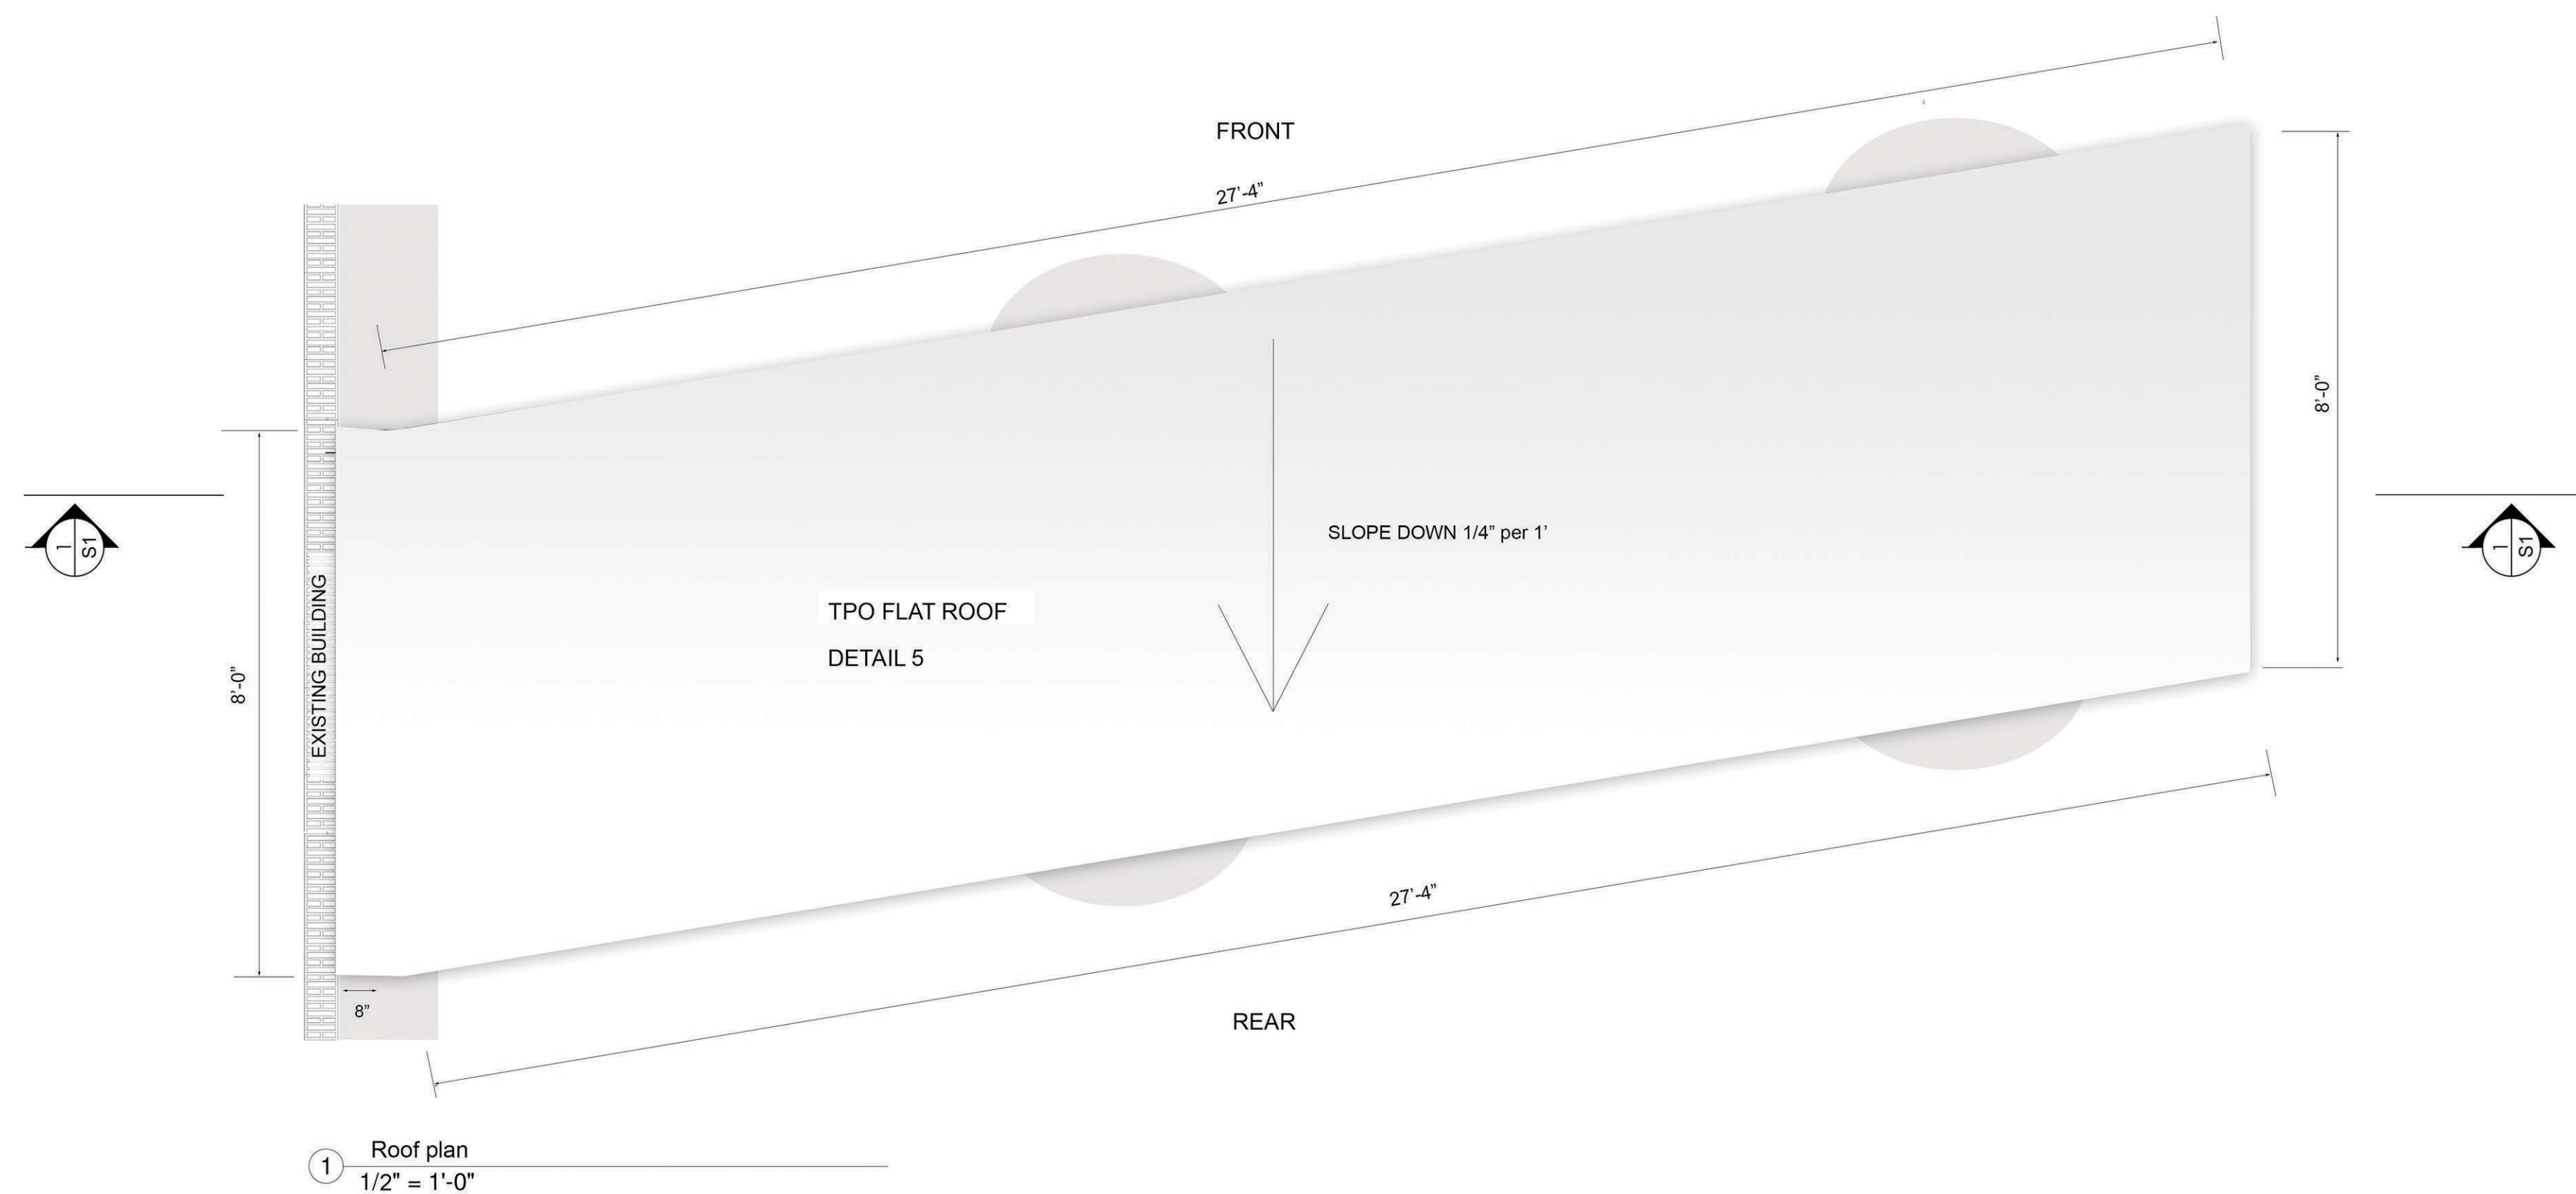 FRONT
27’-4”
SLOPE DOWN 1/4” per 1’
8’-0”
1
S1
1
S1
TPO FLAT ROOF
DETAIL 5
EXISTING BUILDING
8’-0”
27’-4”
8”
REAR
1
Roof plan
1/2" = 1'-0"